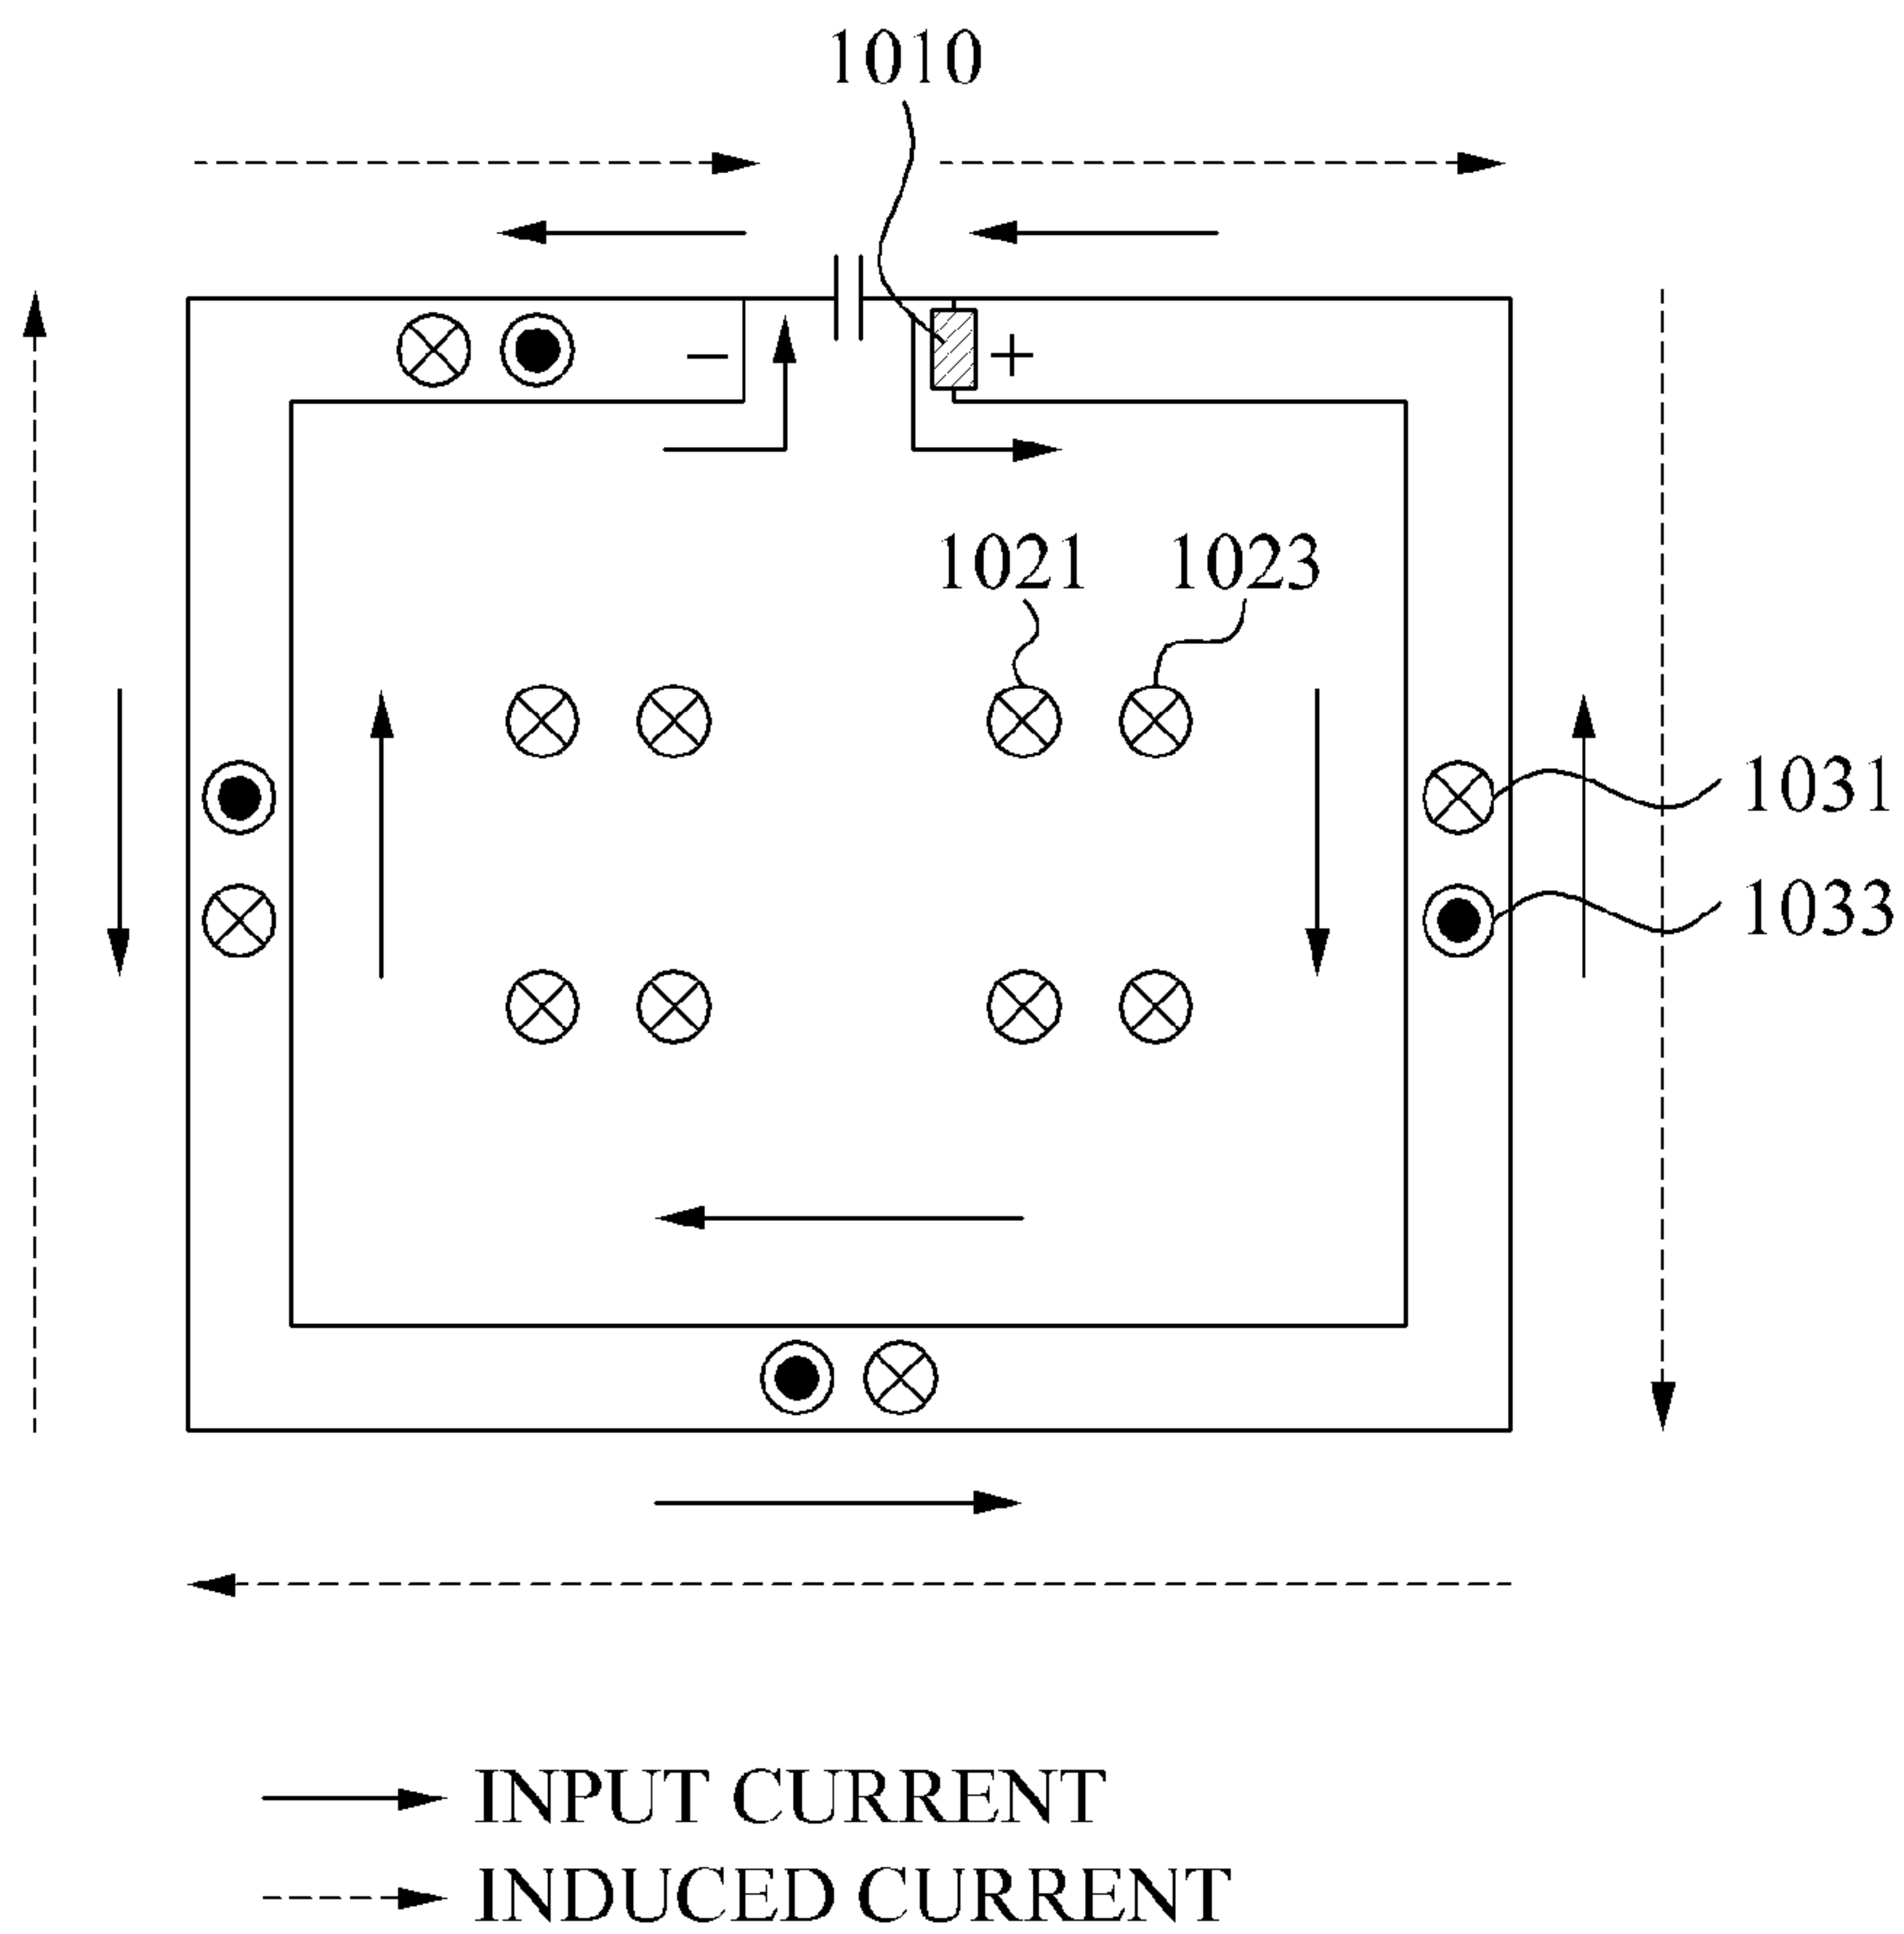 1010
− +
1021 1023
1031
1033
INPUT CURRENT
INDUCED CURRENT